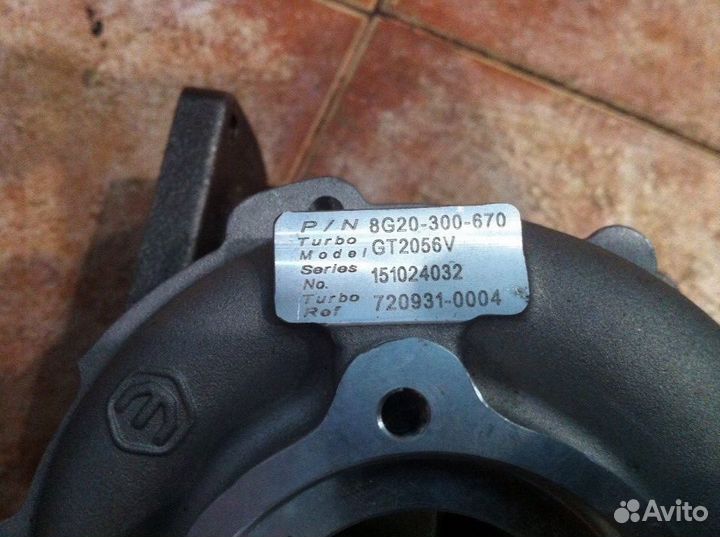 P/N 8G20-300-670
Turbo Model GT2056V
Series No. 151024032
Turbo Ref 720931-0004
Avito